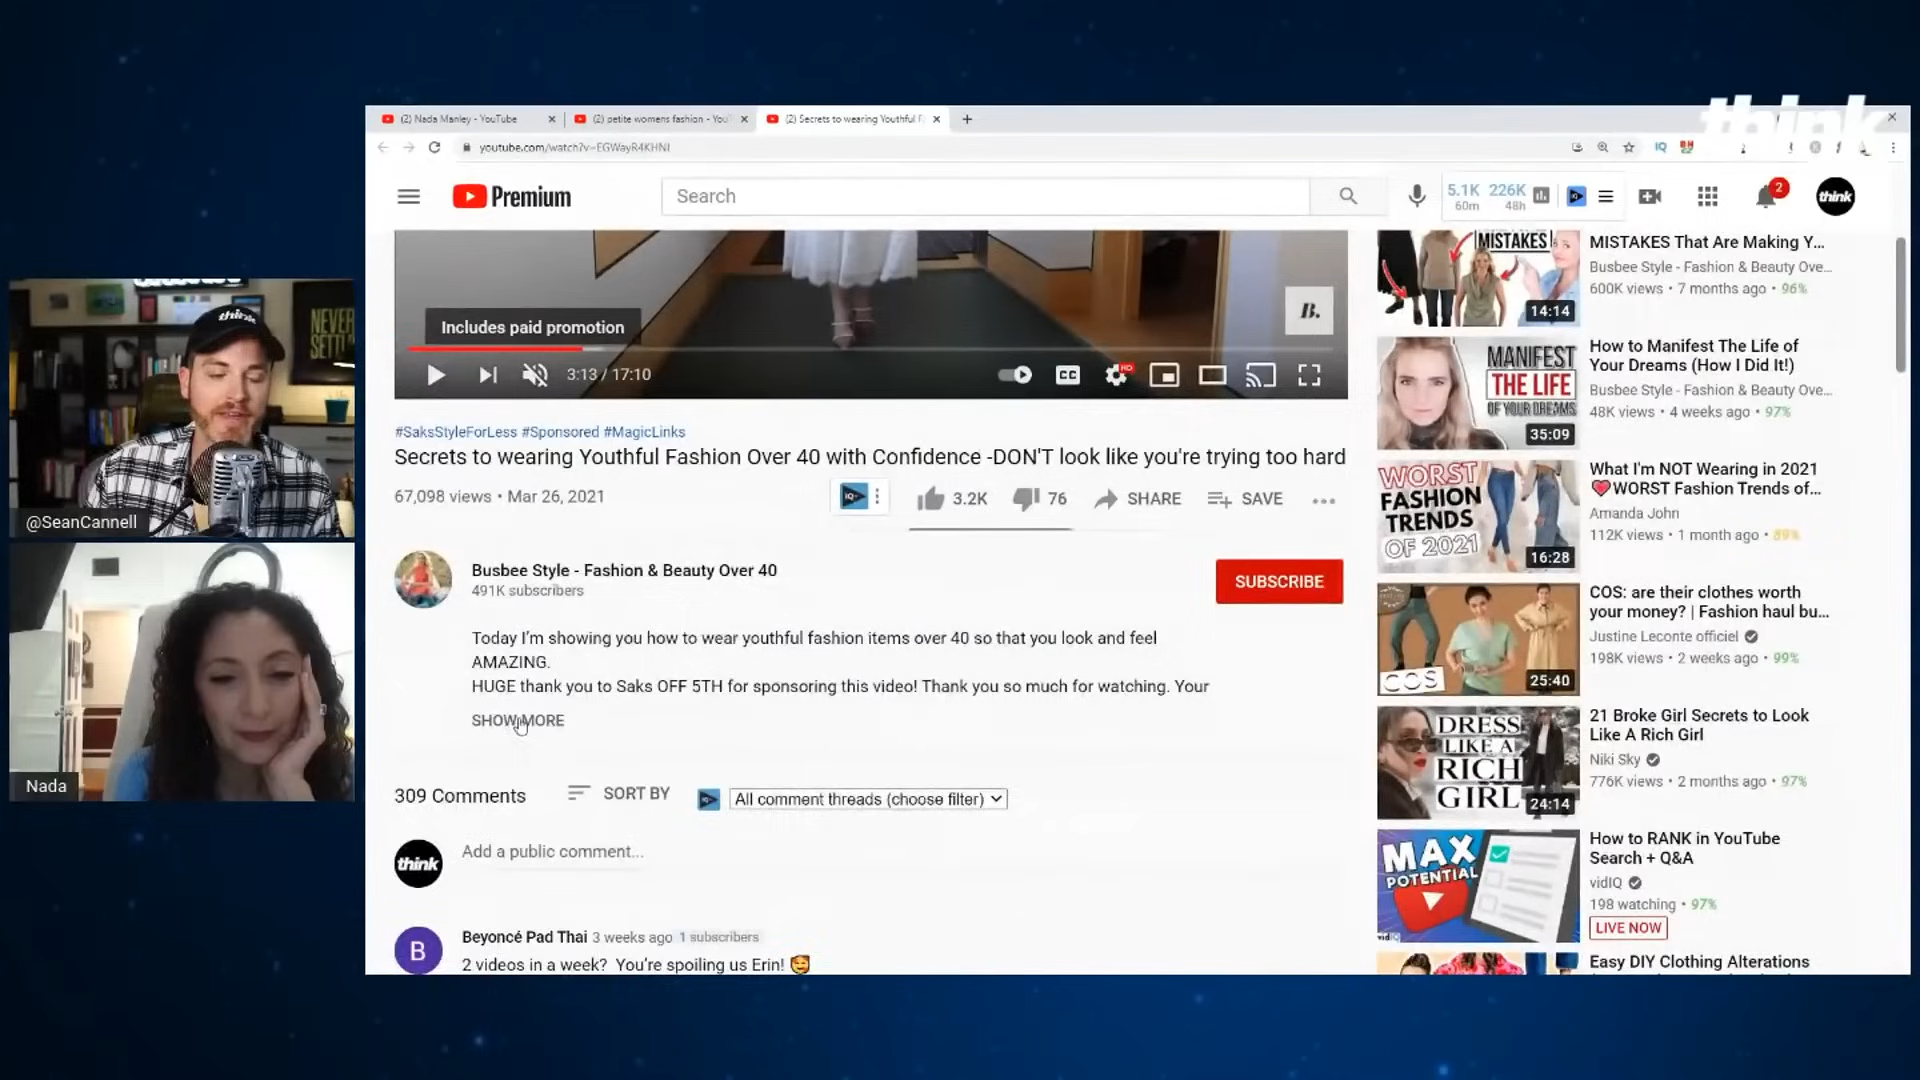 think
(2) Nada Manley - YouTube
(2) petite womens fashion - You
(2) Secrets to wearing Youthful F
youtube.com/watch?v=EGWayR4KHNI
Premium
Search
5.1K 226K
60m 48h
2
think
Includes paid promotion
B.
3:13 / 17:10
CC
HD
#SaksStyleForLess #Sponsored #MagicLinks
Secrets to wearing Youthful Fashion Over 40 with Confidence -DON'T look like you're trying too hard
67,098 views • Mar 26, 2021
IQ
3.2K
76
SHARE
SAVE
Busbee Style - Fashion & Beauty Over 40
491K subscribers
SUBSCRIBE
Today I'm showing you how to wear youthful fashion items over 40 so that you look and feel
AMAZING.
HUGE thank you to Saks OFF 5TH for sponsoring this video! Thank you so much for watching. Your
SHOW MORE
309 Comments
SORT BY
All comment threads (choose filter)
think
Add a public comment...
B
Beyoncé Pad Thai 3 weeks ago 1 subscribers
2 videos in a week? You're spoiling us Erin! 🥰
MISTAKES
14:14
MISTAKES That Are Making Y...
Busbee Style - Fashion & Beauty Ove...
600K views • 7 months ago • 96%
MANIFEST
THE LIFE
OF YOUR DREAMS
35:09
How to Manifest The Life of
Your Dreams (How I Did It!)
Busbee Style - Fashion & Beauty Ove...
48K views • 4 weeks ago • 97%
WORST
FASHION
TRENDS
OF 2021
16:28
What I'm NOT Wearing in 2021
❤️WORST Fashion Trends of...
Amanda John
112K views • 1 month ago • 89%
COS
25:40
COS: are their clothes worth
your money? | Fashion haul bu...
Justine Leconte officiel
198K views • 2 weeks ago • 99%
DRESS
LIKE A
RICH
GIRL
24:14
21 Broke Girl Secrets to Look
Like A Rich Girl
Niki Sky
776K views • 2 months ago • 97%
MAX
POTENTIAL
vidIQ
How to RANK in YouTube
Search + Q&A
vidIQ
198 watching • 97%
LIVE NOW
Easy DIY Clothing Alterations
think
NEVER
SETTL
@SeanCannell
Nada